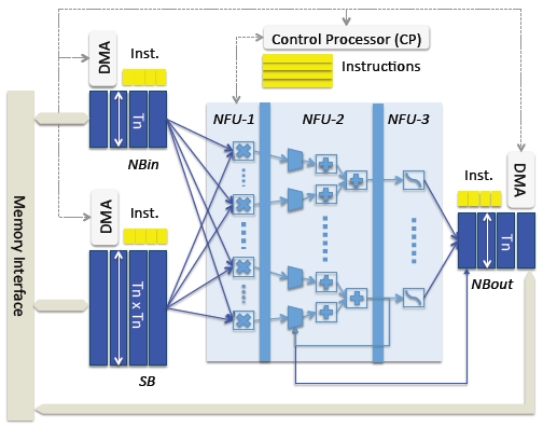 Control Processor (CP)
Instructions
DMA
Inst.
Tn
NBin
NFU-1
NFU-2
NFU-3
DMA
Inst.
Tn
NBout
Memory Interface
DMA
Inst.
Tn x Tn
SB